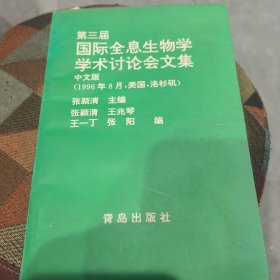 第三届
国际全息生物学
学术讨论会文集
中文版
(1996年8月·美国·洛杉矶)
张颖清 主编
张颖清 王兆琴
王一丁 张阳 编
青岛出版社